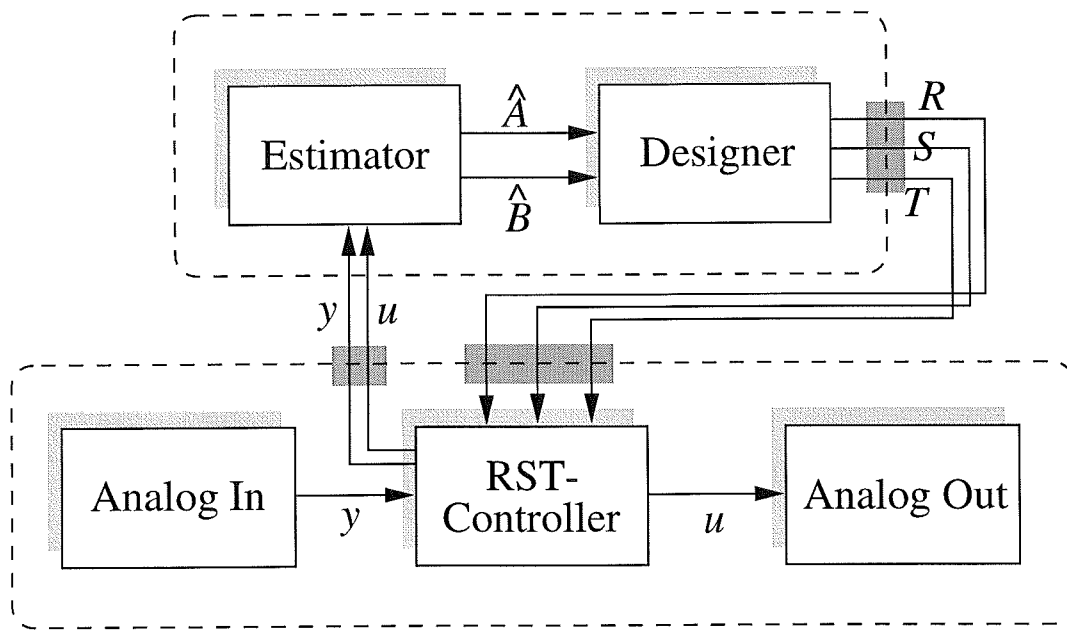 Estimator
Â
B̂
Designer
R
S
T
y
u
Analog In
y
RST-
Controller
u
Analog Out